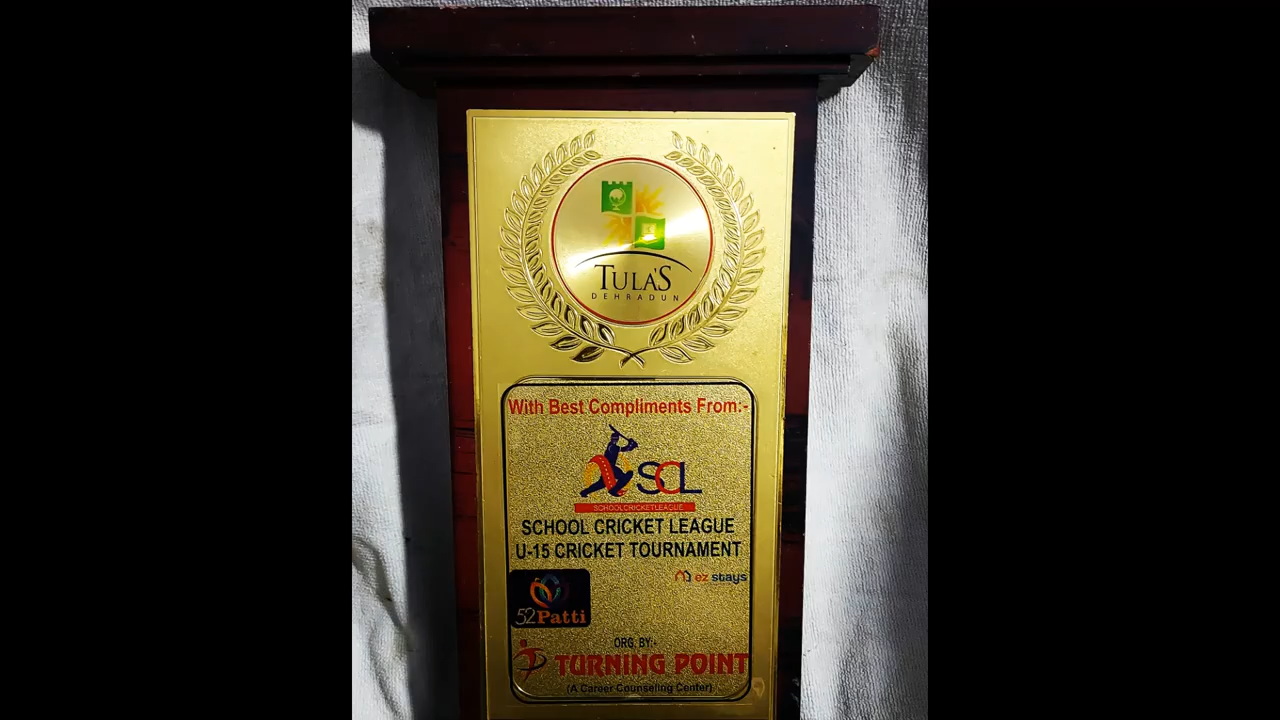 TULA'S
DEHRADUN
With Best Compliments From:-
SCL
SCHOOLCRICKETLEAGUE
SCHOOL CRICKET LEAGUE
U-15 CRICKET TOURNAMENT
ez stays
52Patti
ORG. BY:-
TURNING POINT
(A Career Counseling Center)